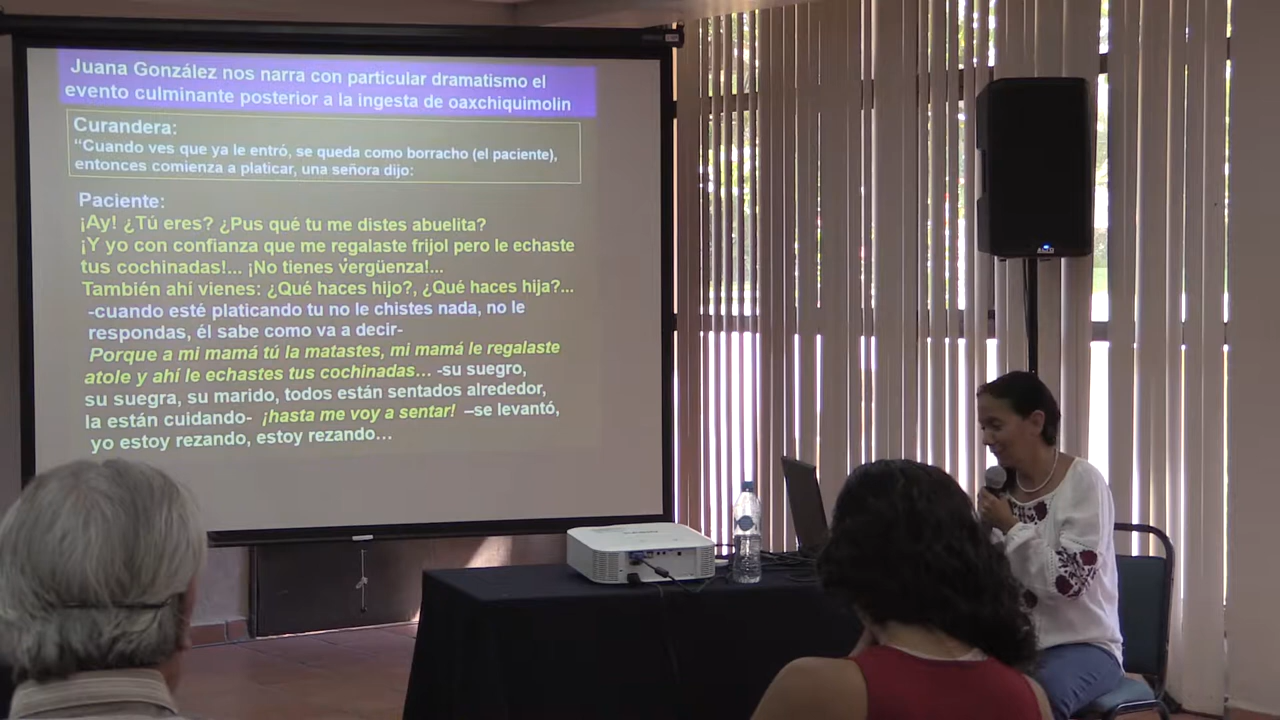 Juana González nos narra con particular dramatismo el
evento culminante posterior a la ingesta de oaxchiquimolin
Curandera:
“Cuando ves que ya le entró, se queda como borracho (el paciente),
entonces comienza a platicar, una señora dijo:
Paciente:
¡Ay! ¿Tú eres? ¿Pus qué tu me distes abuelita?
¡Y yo con confianza que me regalaste frijol pero le echaste
tus cochinadas!... ¡No tienes vergüenza!...
También ahí vienes: ¿Qué haces hijo?, ¿Qué haces hija?...
-cuando esté platicando tu no le chistes nada, no le
respondas, él sabe como va a decir-
Porque a mi mamá tú la matastes, mi mamá le regalaste
atole y ahí le echastes tus cochinadas… -su suegro,
su suegra, su marido, todos están sentados alrededor,
la están cuidando- ¡hasta me voy a sentar! –se levantó,
yo estoy rezando, estoy rezando…